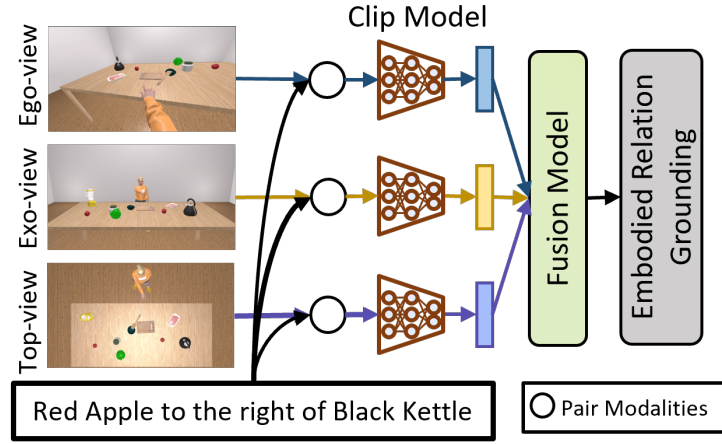 Clip Model
Ego-view
Exo-view
Top-view
Fusion Model
Embodied Relation
Grounding
Red Apple to the right of Black Kettle
Pair Modalities